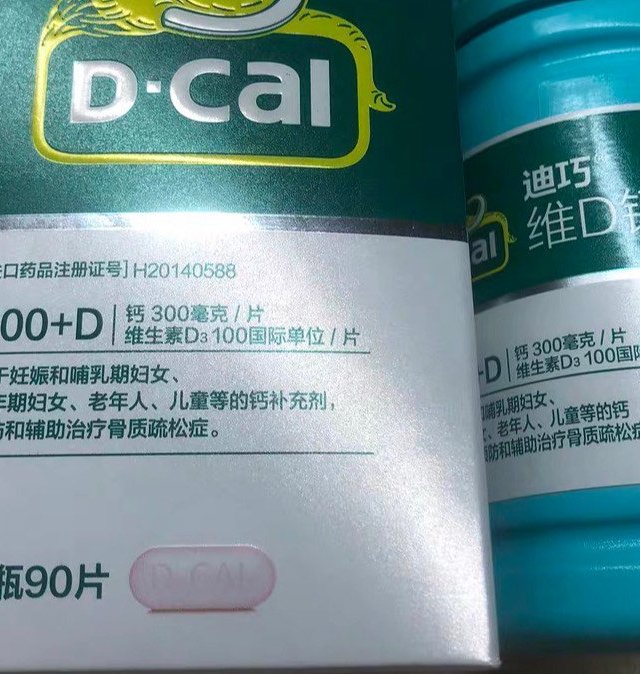 D·Cal
口药品注册证号] H20140588
00+D
钙 300毫克 / 片
维生素D3 100国际单位 / 片
于妊娠和哺乳期妇女、
年期妇女、老年人、儿童等的钙补充剂,
防和辅助治疗骨质疏松症。
瓶90片
D-CAL
迪巧
维D钙
al
-D
钙 300毫克 / 片
维生素D3 100国际
哺乳期妇女、
、老年人、儿童等的钙
防和辅助治疗骨质疏松症